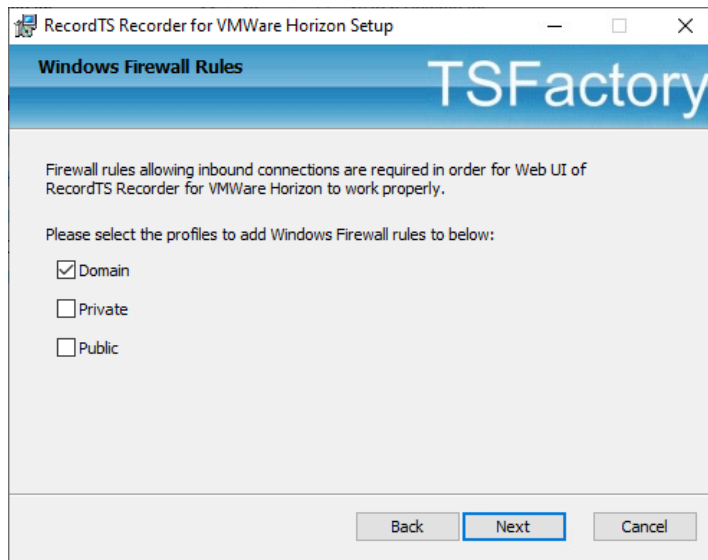 RecordTS Recorder for VMWare Horizon Setup
Windows Firewall Rules
TSFactory
Firewall rules allowing inbound connections are required in order for Web UI of
RecordTS Recorder for VMWare Horizon to work properly.
Please select the profiles to add Windows Firewall rules to below:
Domain
Private
Public
Back
Next
Cancel